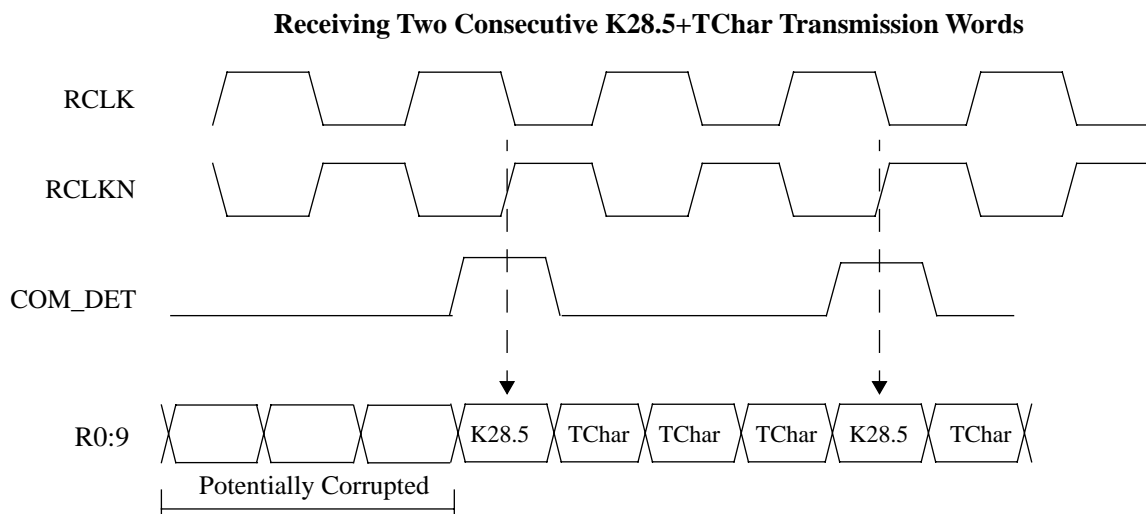 Receiving Two Consecutive K28.5+TChar Transmission Words
RCLK
RCLKN
COM_DET
R0:9
K28.5 TChar TChar TChar K28.5 TChar
Potentially Corrupted